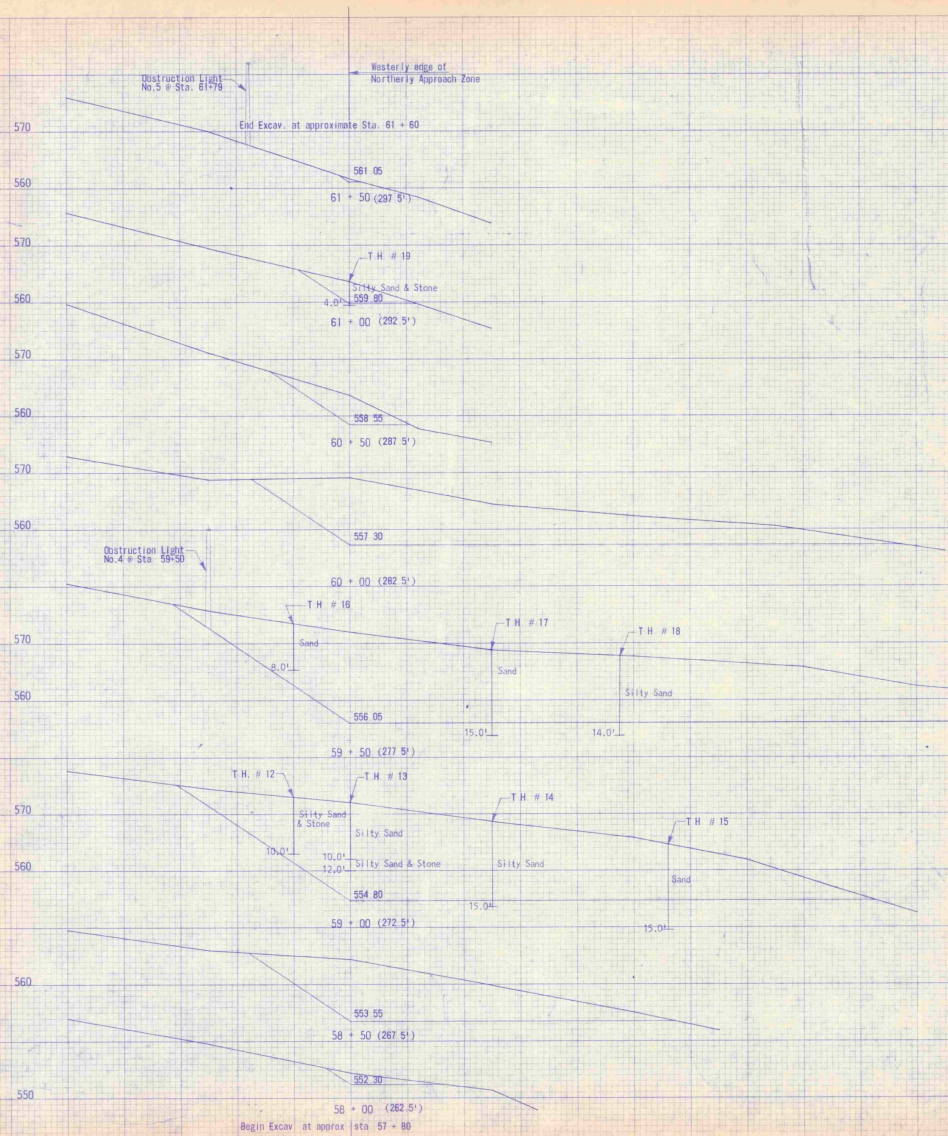 Westerly edge of
Northerly Approach Zone
Obstruction Light
No.5 @ Sta. 61+79
End Excav. at approximate Sta. 61 + 60
570
561 05
560
61 + 50 (297 5')
570
T H # 19
Silty Sand & Stone
4.0' 559 80
560
61 + 00 (292.5')
570
560
558 55
60 + 50 (287 5')
570
560
557 30
Obstruction Light
No.4 @ Sta 59+50
60 + 00 (282 5')
T H # 16
T H # 17
T H # 18
570
Sand
Sand
8.0'
Silty Sand
560
556 05
15.0'
14.0'
59 + 50 (277 5')
T H. # 12
T H # 13
T H # 14
570
Silty Sand
& Stone
T H # 15
Silty Sand
10.0'
10.0'
12.0' Silty Sand & Stone
Silty Sand
560
Sand
554.80
15.0'
59 + 00 (272.5')
15.0'
560
553 55
58 + 50 (267 5')
552.30
550
58 + 00 (262.5')
Begin Excav at approx sta 57 + 80